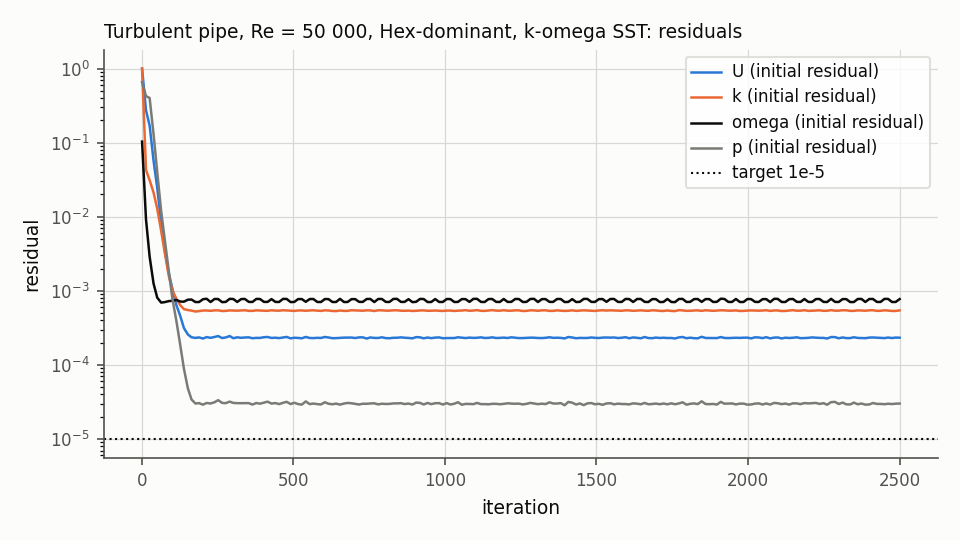 Turbulent pipe, Re = 50 000, Hex-dominant, k-omega SST: residuals
10⁰
10⁻¹
10⁻²
10⁻³
10⁻⁴
10⁻⁵
residual
U (initial residual)
k (initial residual)
omega (initial residual)
p (initial residual)
target 1e-5
0 500 1000 1500 2000 2500
iteration